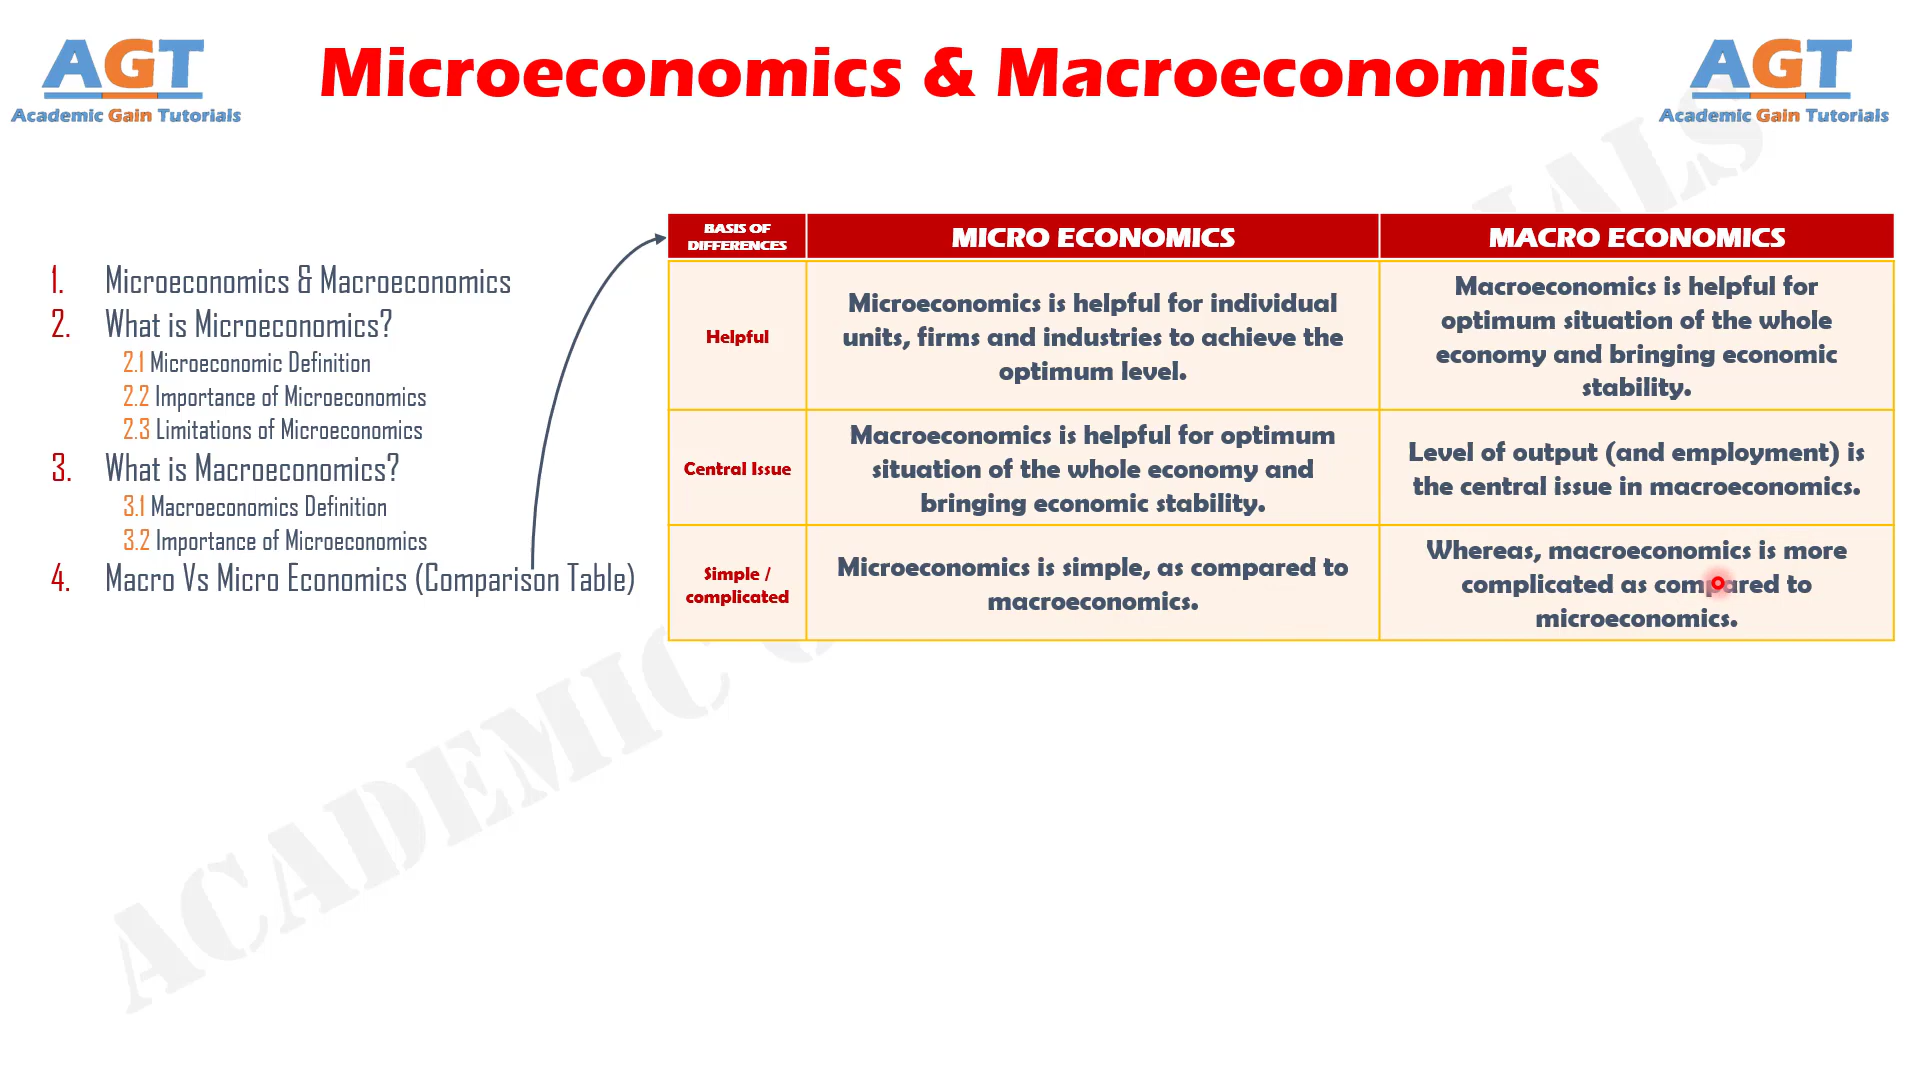 AGT
Academic Gain Tutorials
Microeconomics & Macroeconomics
AGT
Academic Gain Tutorials
1. Microeconomics & Macroeconomics
2. What is Microeconomics?
2.1 Microeconomic Definition
2.2 Importance of Microeconomics
2.3 Limitations of Microeconomics
3. What is Macroeconomics?
3.1 Macroeconomics Definition
3.2 Importance of Microeconomics
4. Macro Vs Micro Economics (Comparison Table)
BASIS OF
DIFFERENCES
MICRO ECONOMICS
MACRO ECONOMICS
Helpful
Microeconomics is helpful for individual
units, firms and industries to achieve the
optimum level.
Macroeconomics is helpful for
optimum situation of the whole
economy and bringing economic
stability.
Central Issue
Macroeconomics is helpful for optimum
situation of the whole economy and
bringing economic stability.
Level of output (and employment) is
the central issue in macroeconomics.
Simple /
complicated
Microeconomics is simple, as compared to
macroeconomics.
Whereas, macroeconomics is more
complicated as compared to
microeconomics.
ACADEMIC